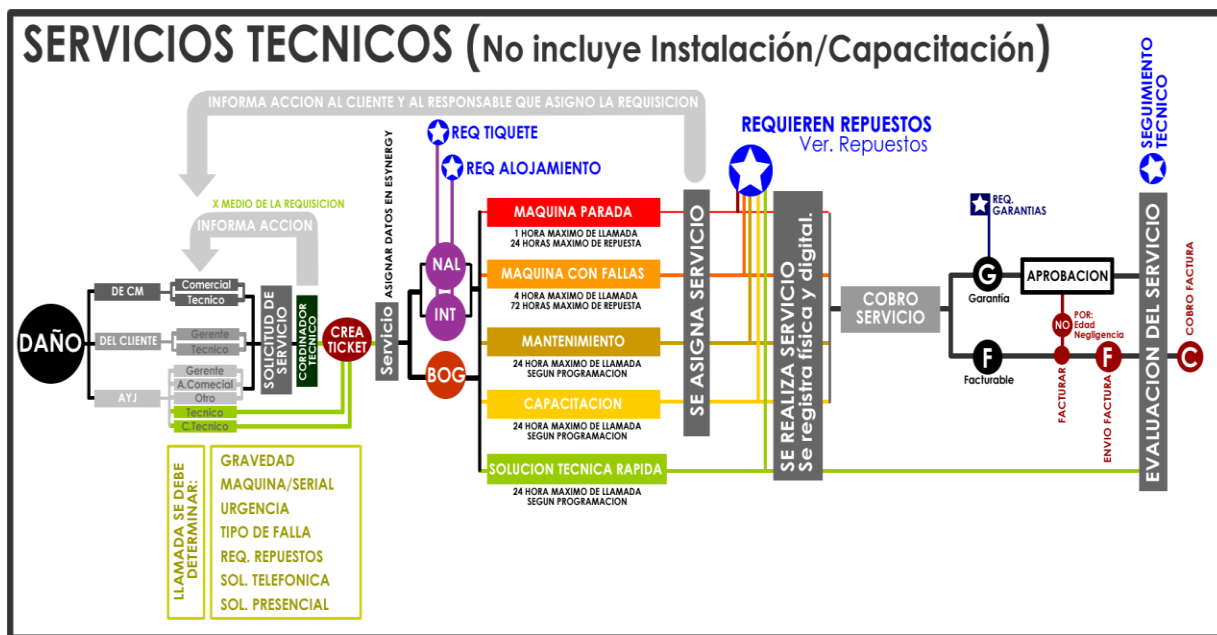 SERVICIOS TECNICOS (No incluye Instalación/Capacitación)
INFORMA ACCION AL CLIENTE Y AL RESPONSABLE QUE ASIGNO LA REQUISICION
X MEDIO DE LA REQUISICION
INFORMA ACCION
DAÑO
DE CM
Comercial
Tecnico
DEL CLIENTE
Gerente
Tecnico
AYJ
Gerente
A.Comecial
Otro
Tecnico
C.Tecnico
SOLICITUD DE
SERVICIO
CORDINADOR
TECNICO
CREA
TICKET
Servicio
ASIGNAR DATOS EN ESYNERGY
REQ TIQUETE
REQ ALOJAMIENTO
NAL
INT
BOG
MAQUINA PARADA
1 HORA MAXIMO DE LLAMADA
24 HORAS MAXIMO DE REPUESTA
MAQUINA CON FALLAS
4 HORA MAXIMO DE LLAMADA
72 HORAS MAXIMO DE REPUESTA
MANTENIMIENTO
24 HORA MAXIMO DE LLAMADA
SEGUN PROGRAMACION
CAPACITACION
24 HORA MAXIMO DE LLAMADA
SEGUN PROGRAMACION
SOLUCION TECNICA RAPIDA
24 HORA MAXIMO DE LLAMADA
SEGUN PROGRAMACION
SE ASIGNA SERVICIO
REQUIEREN REPUESTOS
Ver. Repuestos
SE REALIZA SERVICIO
Se registra física y digital.
COBRO
SERVICIO
REQ.
GARANTIAS
G
Garantía
APROBACION
NO
POR:
Edad
Negligencia
F
Facturable
FACTURAR
F
ENVIO FACTURA
EVALUACION DEL SERVICIO
SEGUIMIENTO
TECNICO
COBRO FACTURA
C
LLAMADA SE DEBE
DETERMINAR:
GRAVEDAD
MAQUINA/SERIAL
URGENCIA
TIPO DE FALLA
REQ. REPUESTOS
SOL. TELEFONICA
SOL. PRESENCIAL